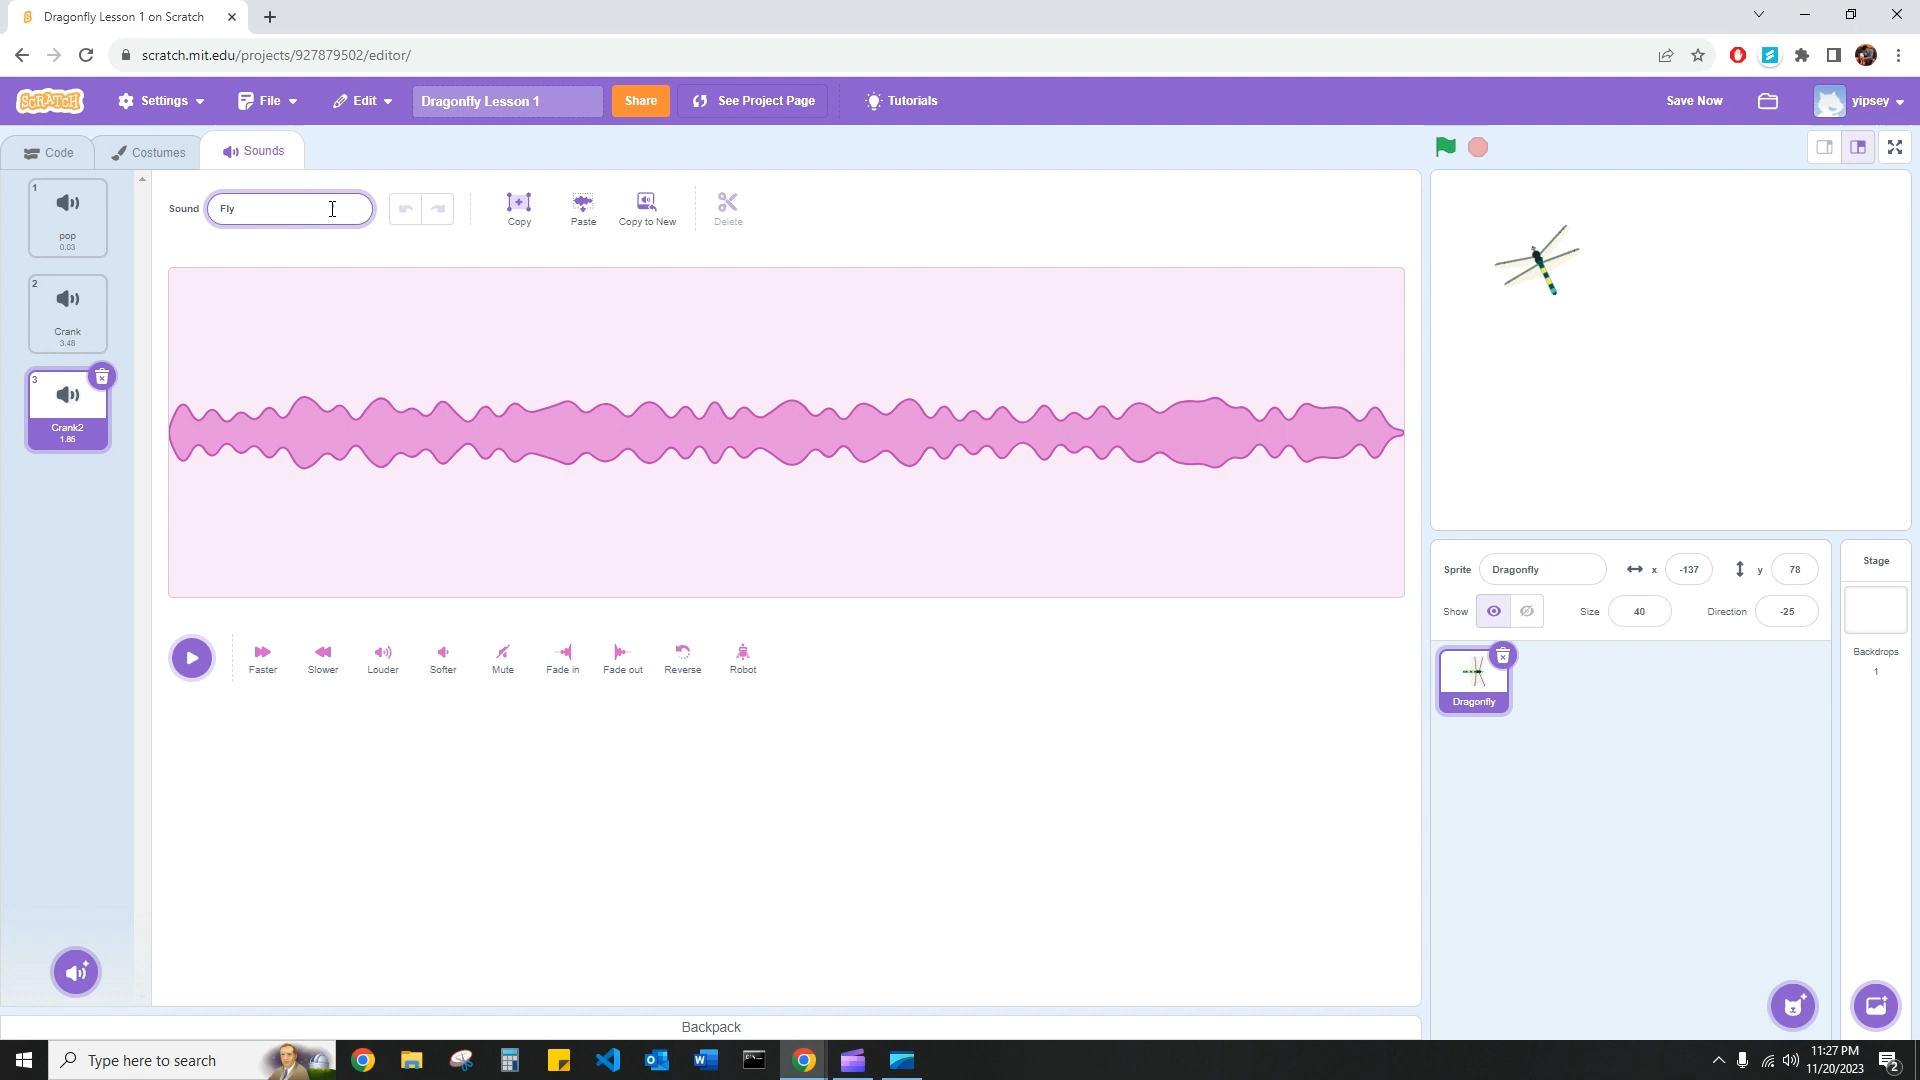 Dragonfly Lesson 1 on Scratch
scratch.mit.edu/projects/927879502/editor/
SCRATCH
Settings
File
Edit
Dragonfly Lesson 1
Share
See Project Page
Tutorials
Save Now
yipsey
Code
Costumes
Sounds
1
pop
0.03
2
Crank
3.48
3
Crank2
1.85
Sound
Fly
Copy
Paste
Copy to New
Delete
Faster
Slower
Louder
Softer
Mute
Fade in
Fade out
Reverse
Robot
Sprite
Dragonfly
x
-137
y
78
Show
Size
40
Direction
-25
Dragonfly
Stage
Backdrops
1
Backpack
Type here to search
11:27 PM
11/20/2023
2